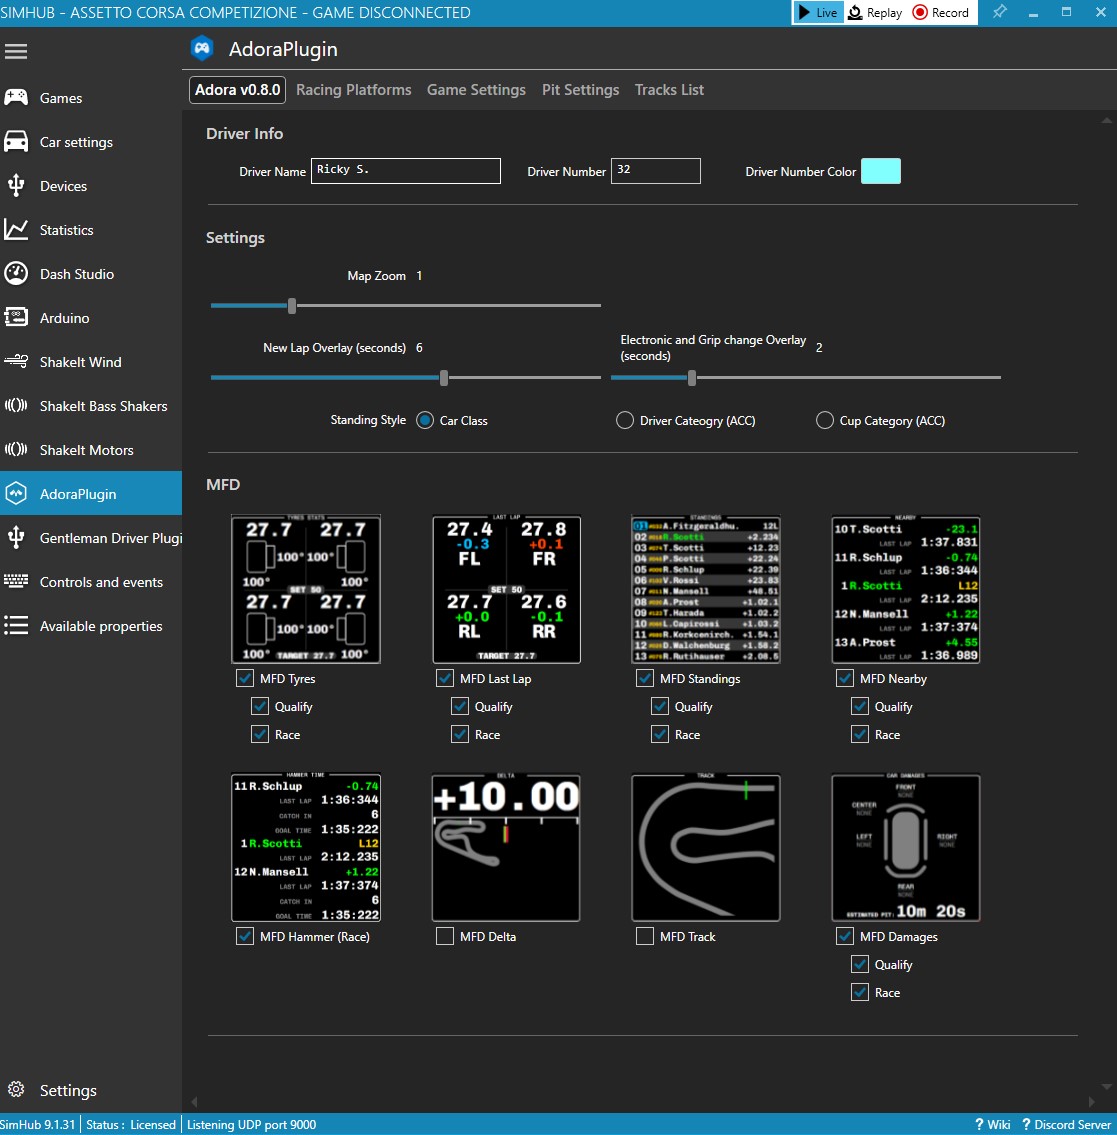 SIMHUB - ASSETTO CORSA COMPETIZIONE - GAME DISCONNECTED
Live
Replay
Record
AdoraPlugin
Adora v0.8.0
Racing Platforms
Game Settings
Pit Settings
Tracks List
Games
Car settings
Devices
Statistics
Dash Studio
Arduino
ShakeIt Wind
ShakeIt Bass Shakers
ShakeIt Motors
AdoraPlugin
Gentleman Driver Plugi
Controls and events
Available properties
Settings
Driver Info
Driver Name Ricky S.
Driver Number 32
Driver Number Color
Settings
Map Zoom 1
New Lap Overlay (seconds) 6
Electronic and Grip change Overlay
(seconds) 2
Standing Style
Car Class
Driver Cateogry (ACC)
Cup Category (ACC)
MFD
TYRES STATS
27.7 27.7
100° 100°
100° 100°
SET 50
27.7 27.7
100° 100°
100° TARGET 27.7 100°
MFD Tyres
Qualify
Race
LAST LAP
27.4 27.8
-0.3 +0.1
FL FR
SET 50
27.7 27.6
+0.0 -0.1
RL RR
TARGET 27.7
MFD Last Lap
Qualify
Race
STANDINGS
01 A.Fitzgeraldhu. 12L
02 R.Scotti +2.234
03 T.Scotti +12.23
04 P.Scotti +22.24
05 R.Schlup +22.39
06 V.Rossi +23.83
07 N.Mansell +48.51
08 A.Prost +1.02.1
09 T.Harada +1.02.2
10 L.Capirossi +1.03.2
11 R.Korkcenirch. +1.54.1
12 D.Walchenburg +1.58.2
13 R.Rutihauser +2.08.5
MFD Standings
Qualify
Race
NEARBY
10 T.Scotti -23.1
LAST LAP 1:37.831
11 R.Schlup -0.74
LAST LAP 1:36:344
1 R.Scotti L12
LAST LAP 2:12.235
12 N.Mansell +1.22
LAST LAP 1:37:374
13 A.Prost +4.55
LAST LAP 1:36.989
MFD Nearby
Qualify
Race
HAMMER TIME
11 R.Schlup -0.74
LAST LAP 1:36:344
CATCH IN 6
GOAL TIME 1:35:222
1 R.Scotti L12
LAST LAP 2:12.235
12 N.Mansell +1.22
LAST LAP 1:37:374
CATCH IN 6
GOAL TIME 1:35:222
MFD Hammer (Race)
DELTA
+10.00
MFD Delta
TRACK
MFD Track
CAR DAMAGES
FRONT
NONE
CENTER
NONE
LEFT
NONE
RIGHT
NONE
REAR
NONE
ESTIMATED PIT: 10m 20s
MFD Damages
Qualify
Race
SimHub 9.1.31
Status : Licensed
Listening UDP port 9000
? Wiki
? Discord Server